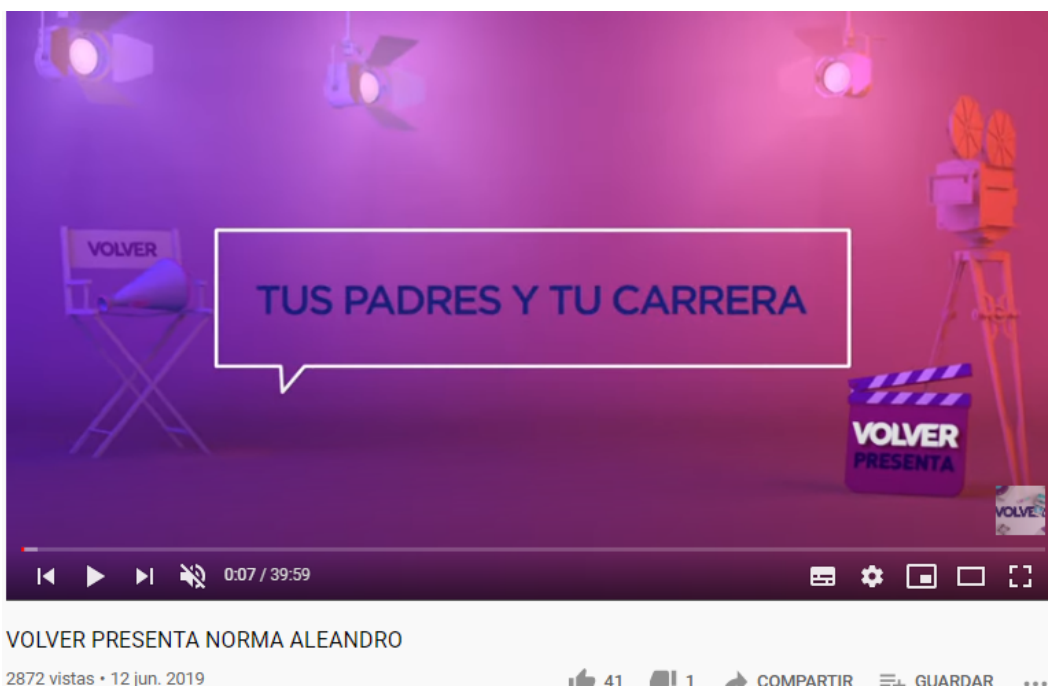 VOLVER
TUS PADRES Y TU CARRERA
VOLVER
PRESENTA
VOLVER
0:07 / 39:59
VOLVER PRESENTA NORMA ALEANDRO
2872 vistas • 12 jun. 2019
41
1
COMPARTIR
GUARDAR